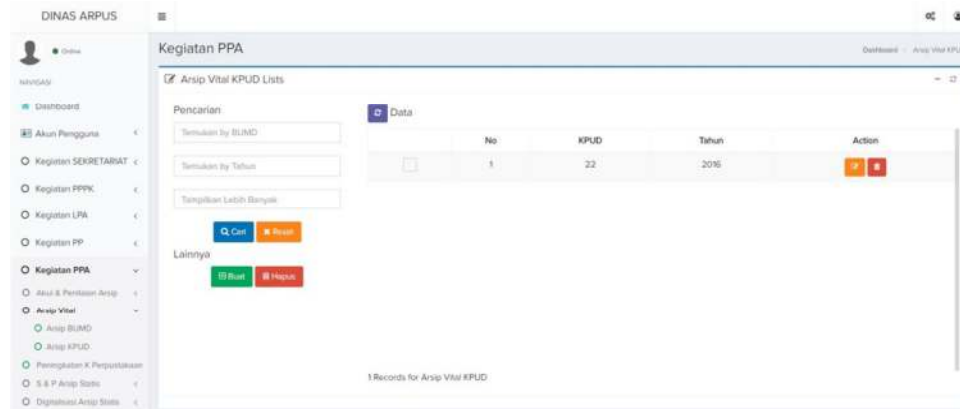 DINAS ARPUS
Online
NAVIGASI
Dashboard
Akun Pengguna
Kegiatan SEKRETARIAT
Kegiatan PPPK
Kegiatan LPA
Kegiatan PP
Kegiatan PPA
Akui & Penilaian Arsip
Arsip Vital
Arsip BUMD
Arsip KPUD
Peningkatan K Perpustakaan
S & P Arsip Statis
Digitalisasi Arsip Statis
Kegiatan PPA
Dashboard
Arsip Vital KPUD
Arsip Vital KPUD Lists
Pencarian
Temukan by BUMD
Temukan by Tahun
Tampilkan Lebih Banyak
Cari Reset
Lainnya
Buat Hapus
Data
No KPUD Tahun Action
1 22 2016
1 Records for Arsip Vital KPUD